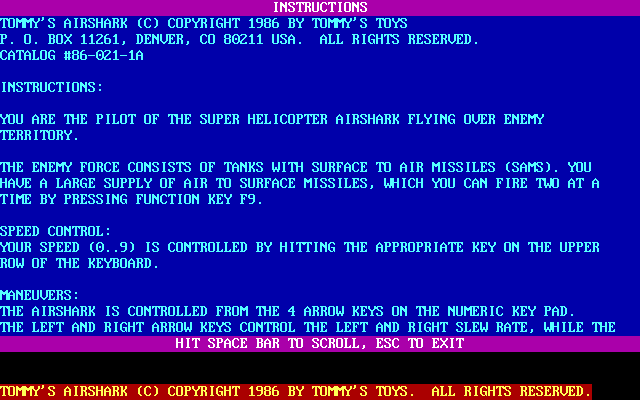 INSTRUCTIONS
TOMMY'S AIRSHARK (C) COPYRIGHT 1986 BY TOMMY'S TOYS
P. O. BOX 11261, DENVER, CO 80211 USA.  ALL RIGHTS RESERVED.
CATALOG #86-021-1A
INSTRUCTIONS:
YOU ARE THE PILOT OF THE SUPER HELICOPTER AIRSHARK FLYING OVER ENEMY
TERRITORY.
THE ENEMY FORCE CONSISTS OF TANKS WITH SURFACE TO AIR MISSILES (SAMS). YOU
HAVE A LARGE SUPPLY OF AIR TO SURFACE MISSILES, WHICH YOU CAN FIRE TWO AT A
TIME BY PRESSING FUNCTION KEY F9.
SPEED CONTROL:
YOUR SPEED (0..9) IS CONTROLLED BY HITTING THE APPROPRIATE KEY ON THE UPPER
ROW OF THE KEYBOARD.
MANEUVERS:
THE AIRSHARK IS CONTROLLED FROM THE 4 ARROW KEYS ON THE NUMERIC KEY PAD.
THE LEFT AND RIGHT ARROW KEYS CONTROL THE LEFT AND RIGHT SLEW RATE, WHILE THE
HIT SPACE BAR TO SCROLL, ESC TO EXIT
TOMMY'S AIRSHARK (C) COPYRIGHT 1986 BY TOMMY'S TOYS.  ALL RIGHTS RESERVED.